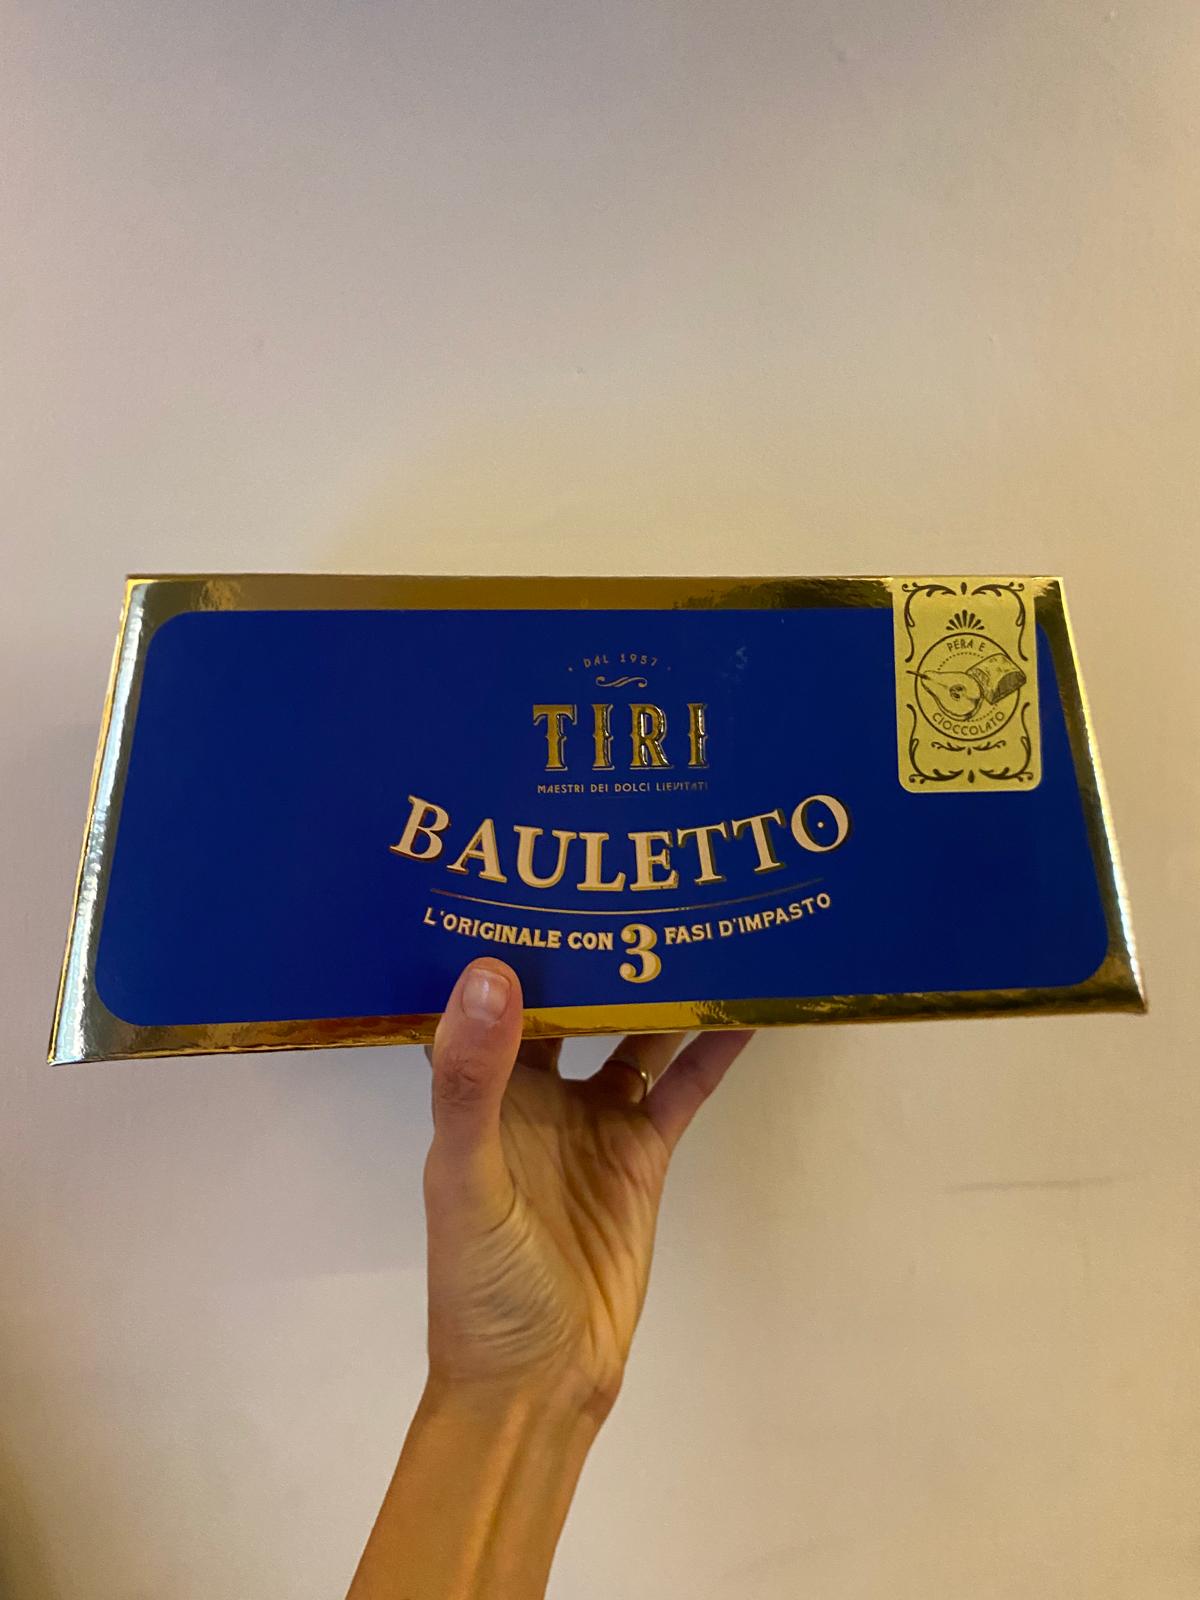 DAL 1957
TIRI
MAESTRI DEI DOLCI LIEVITATI
BAULETTO
L'ORIGINALE CON 3 FASI D'IMPASTO
PERA E
CIOCCOLATO